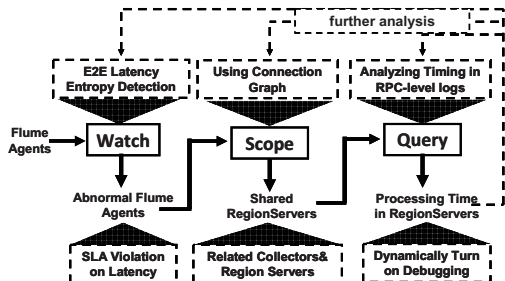 further analysis
E2E Latency
Entropy Detection
Using Connection
Graph
Analyzing Timing in
RPC-level logs
Flume
Agents
Watch
Scope
Query
Abnormal Flume
Agents
Shared
RegionServers
Processing Time
in RegionServers
SLA Violation
on Latency
Related Collectors&
Region Servers
Dynamically Turn
on Debugging